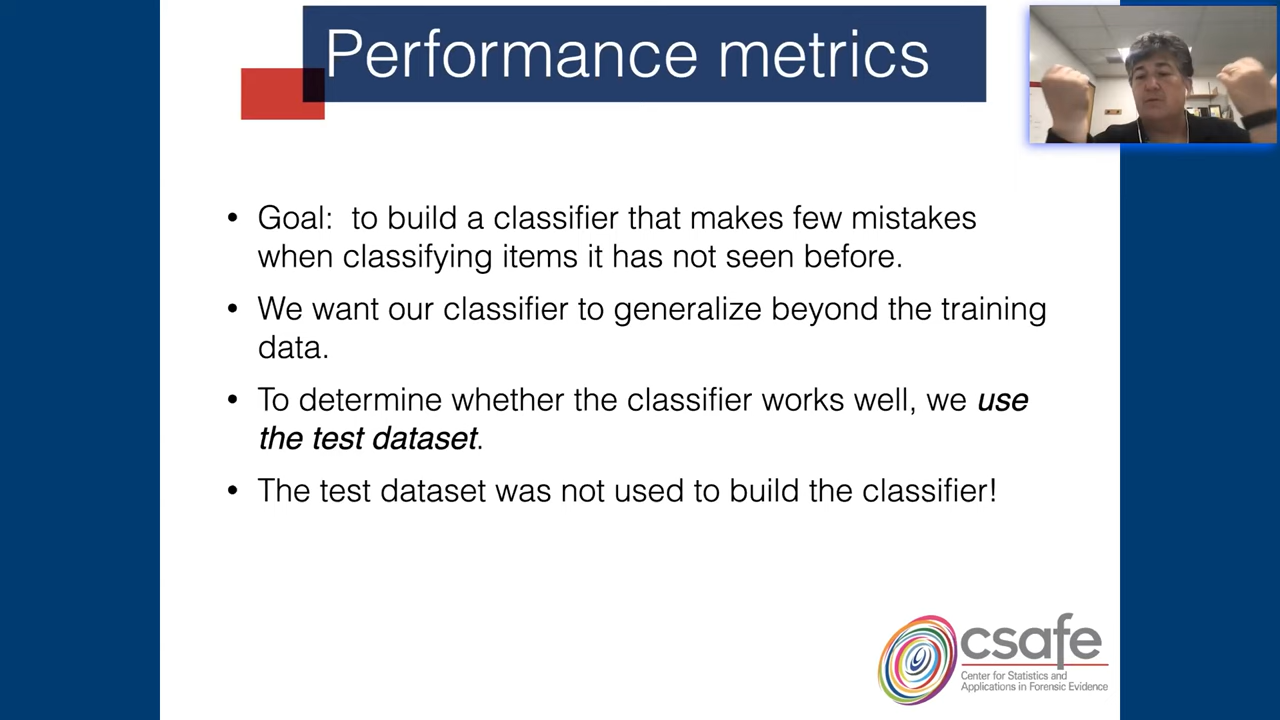 Performance metrics
• Goal:  to build a classifier that makes few mistakes
when classifying items it has not seen before.
• We want our classifier to generalize beyond the training
data.
• To determine whether the classifier works well, we use
the test dataset.
• The test dataset was not used to build the classifier!
csafe
Center for Statistics and
Applications in Forensic Evidence